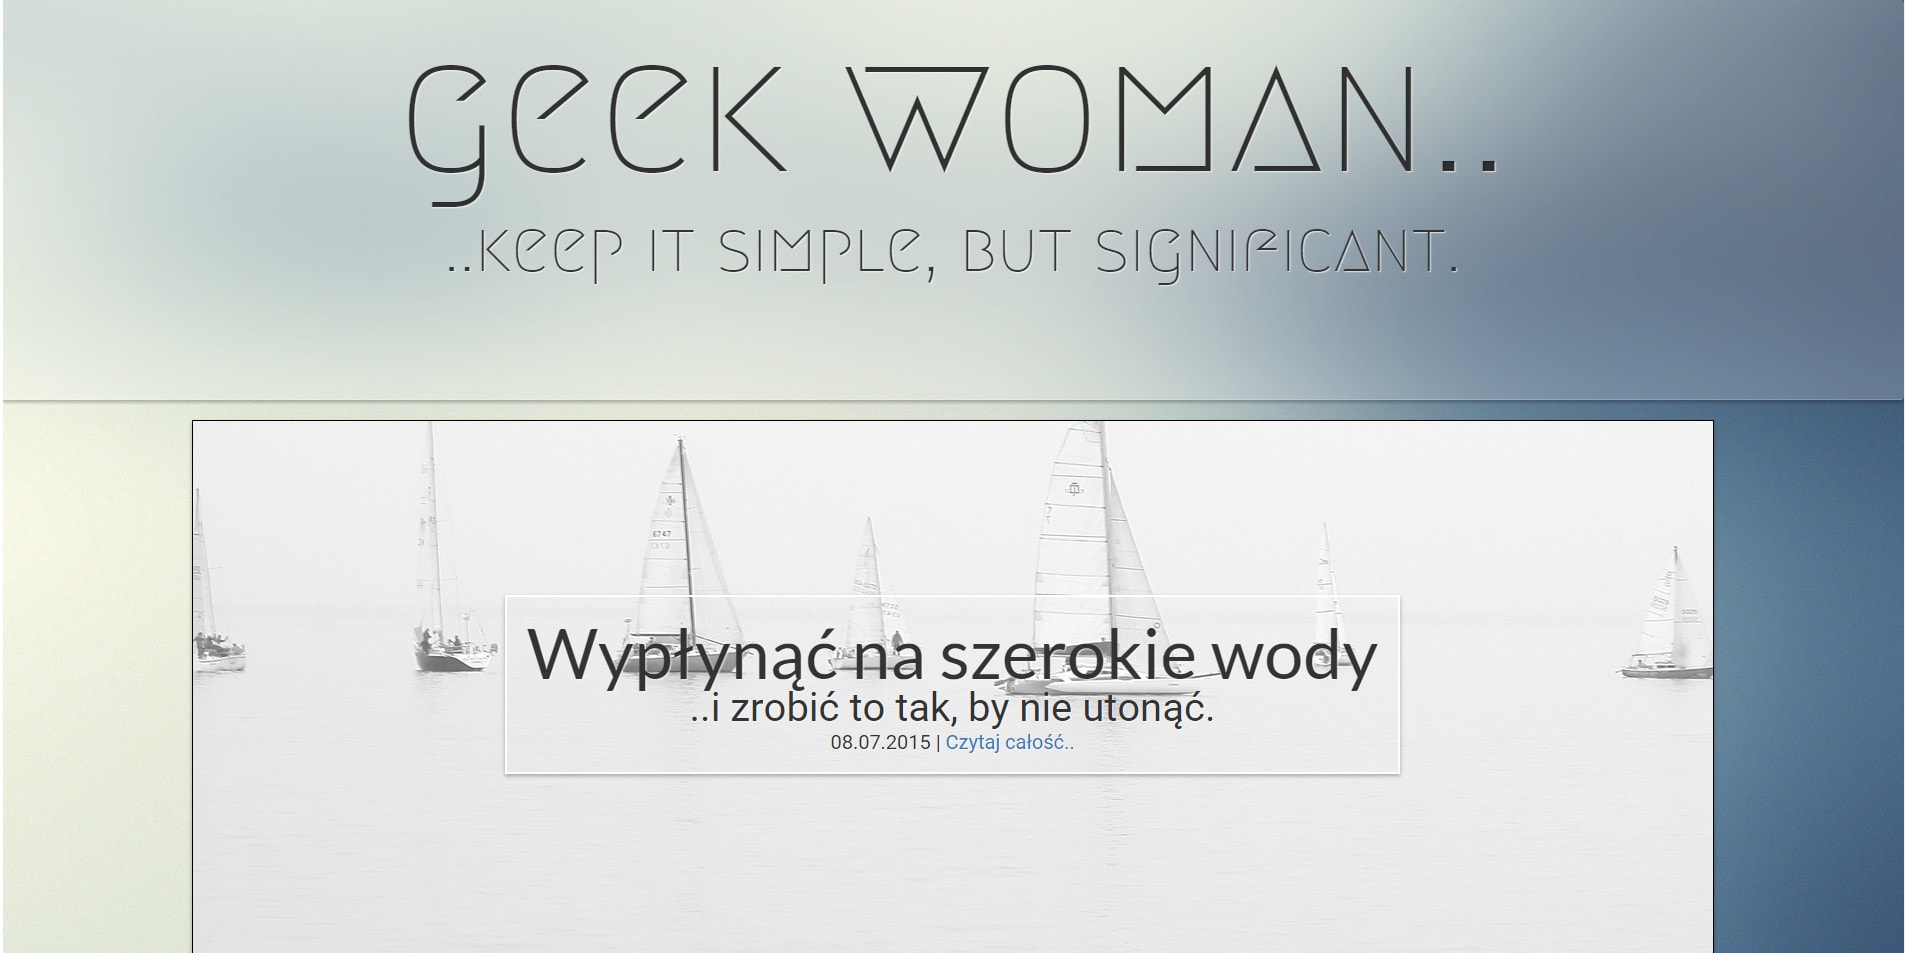 GEEK WOMAN..
..KEEP IT SIMPLE, BUT SIGNIFICANT.
6747
Wypłynąć na szerokie wody
..i zrobić to tak, by nie utonąć.
08.07.2015 | Czytaj całość..